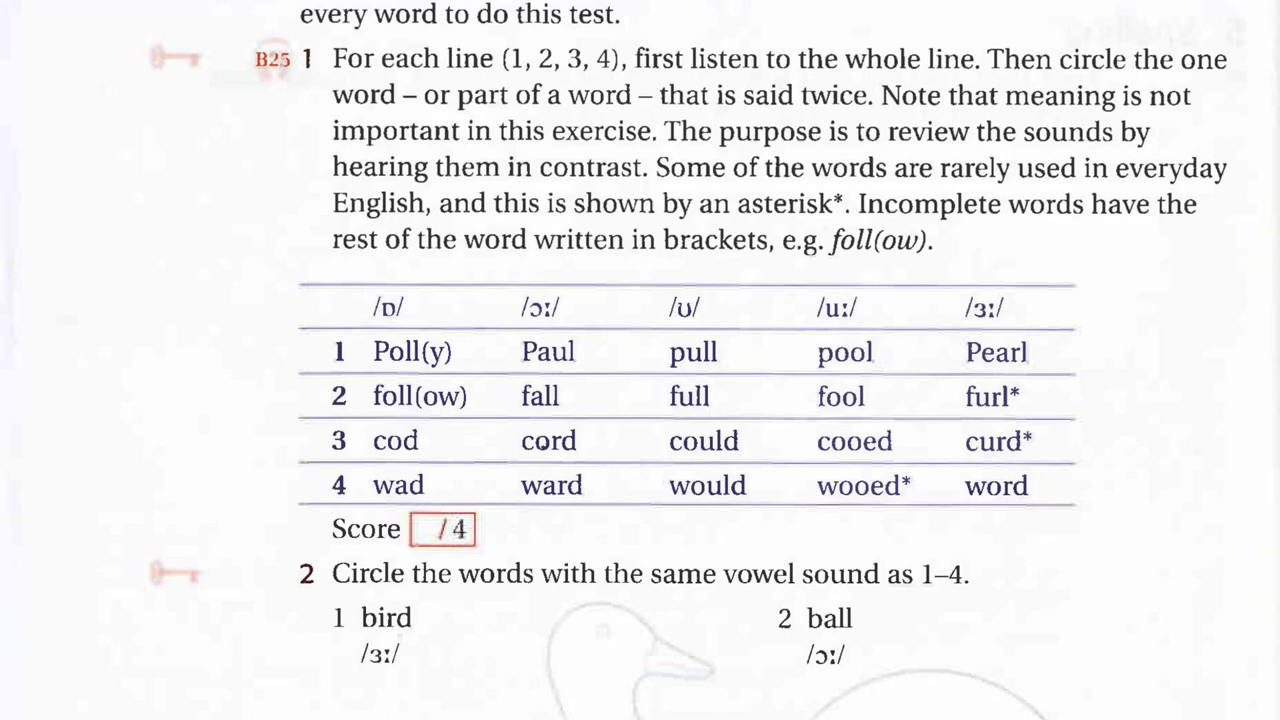 every word to do this test.
B25 1 For each line (1, 2, 3, 4), first listen to the whole line. Then circle the one
word – or part of a word – that is said twice. Note that meaning is not
important in this exercise. The purpose is to review the sounds by
hearing them in contrast. Some of the words are rarely used in everyday
English, and this is shown by an asterisk*. Incomplete words have the
rest of the word written in brackets, e.g. foll(ow).
/ɒ/ /ɔː/ /ʊ/ /uː/ /ɜː/
1 Poll(y) Paul pull pool Pearl
2 foll(ow) fall full fool furl*
3 cod cord could cooed curd*
4 wad ward would wooed* word
Score / 4
2 Circle the words with the same vowel sound as 1–4.
1 bird 2 ball
/ɜː/ /ɔː/